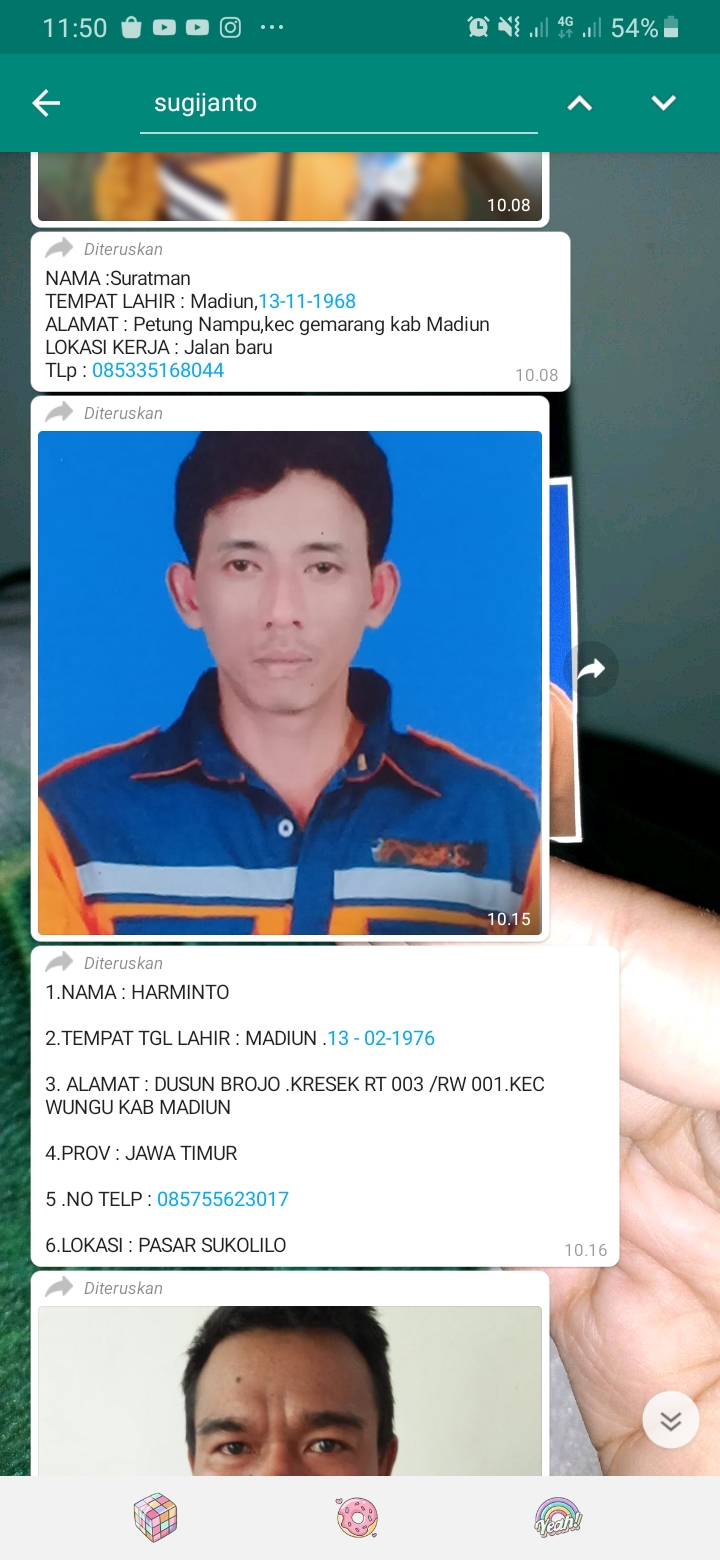 11:50
4G
54%
sugijanto
10.08
Diteruskan
NAMA :Suratman
TEMPAT LAHIR : Madiun,13-11-1968
ALAMAT : Petung Nampu,kec gemarang kab Madiun
LOKASI KERJA : Jalan baru
TLp : 085335168044
10.08
Diteruskan
10.15
Diteruskan
1.NAMA : HARMINTO
2.TEMPAT TGL LAHIR : MADIUN .13 - 02-1976
3. ALAMAT : DUSUN BROJO .KRESEK RT 003 /RW 001.KEC
WUNGU KAB MADIUN
4.PROV : JAWA TIMUR
5 .NO TELP : 085755623017
6.LOKASI : PASAR SUKOLILO
10.16
Diteruskan
Yeah!